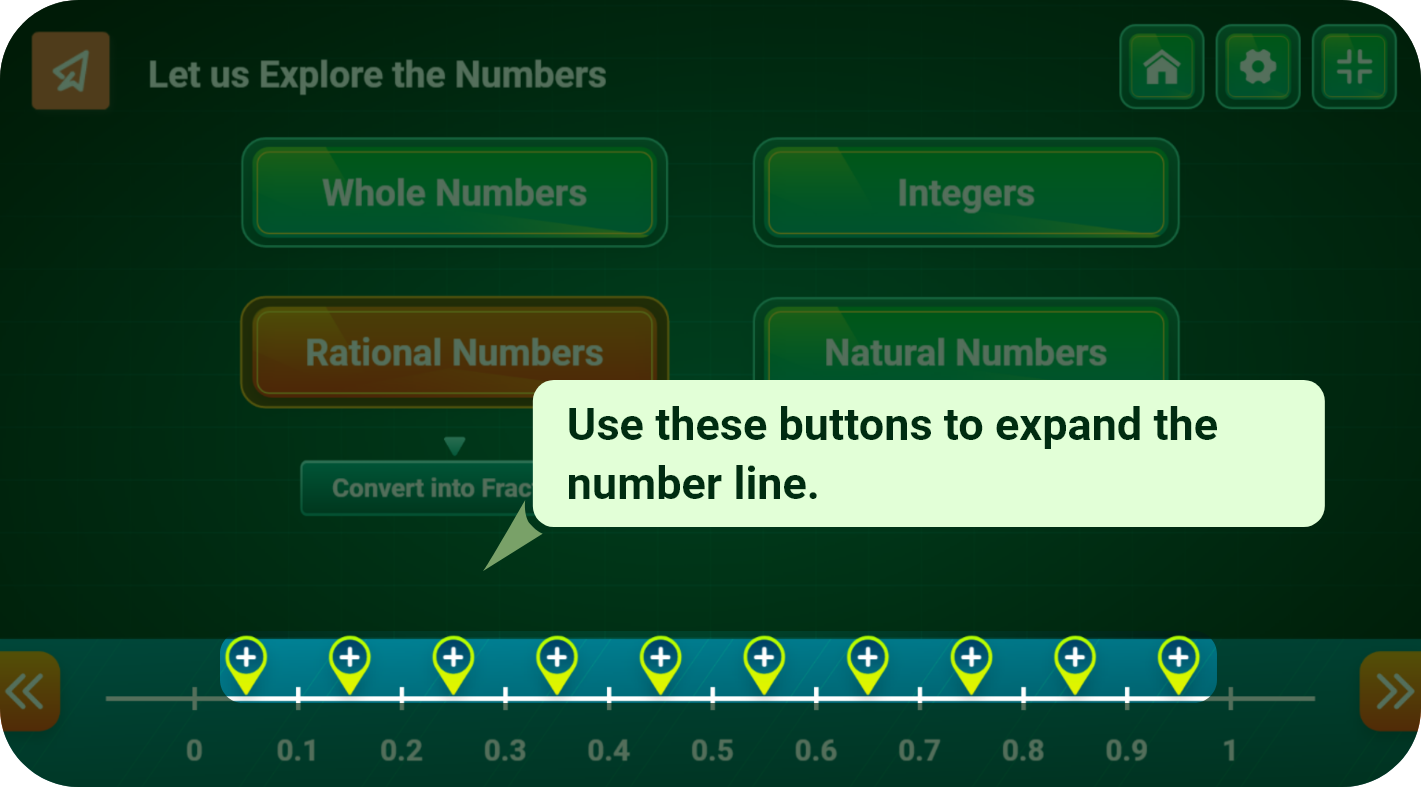 Let us Explore the Numbers
Whole Numbers
Integers
Rational Numbers
Natural Numbers
Use these buttons to expand the
number line.
Convert into
0
0.1
0.2
0.3
0.4
0.5
0.6
0.7
0.8
0.9
1